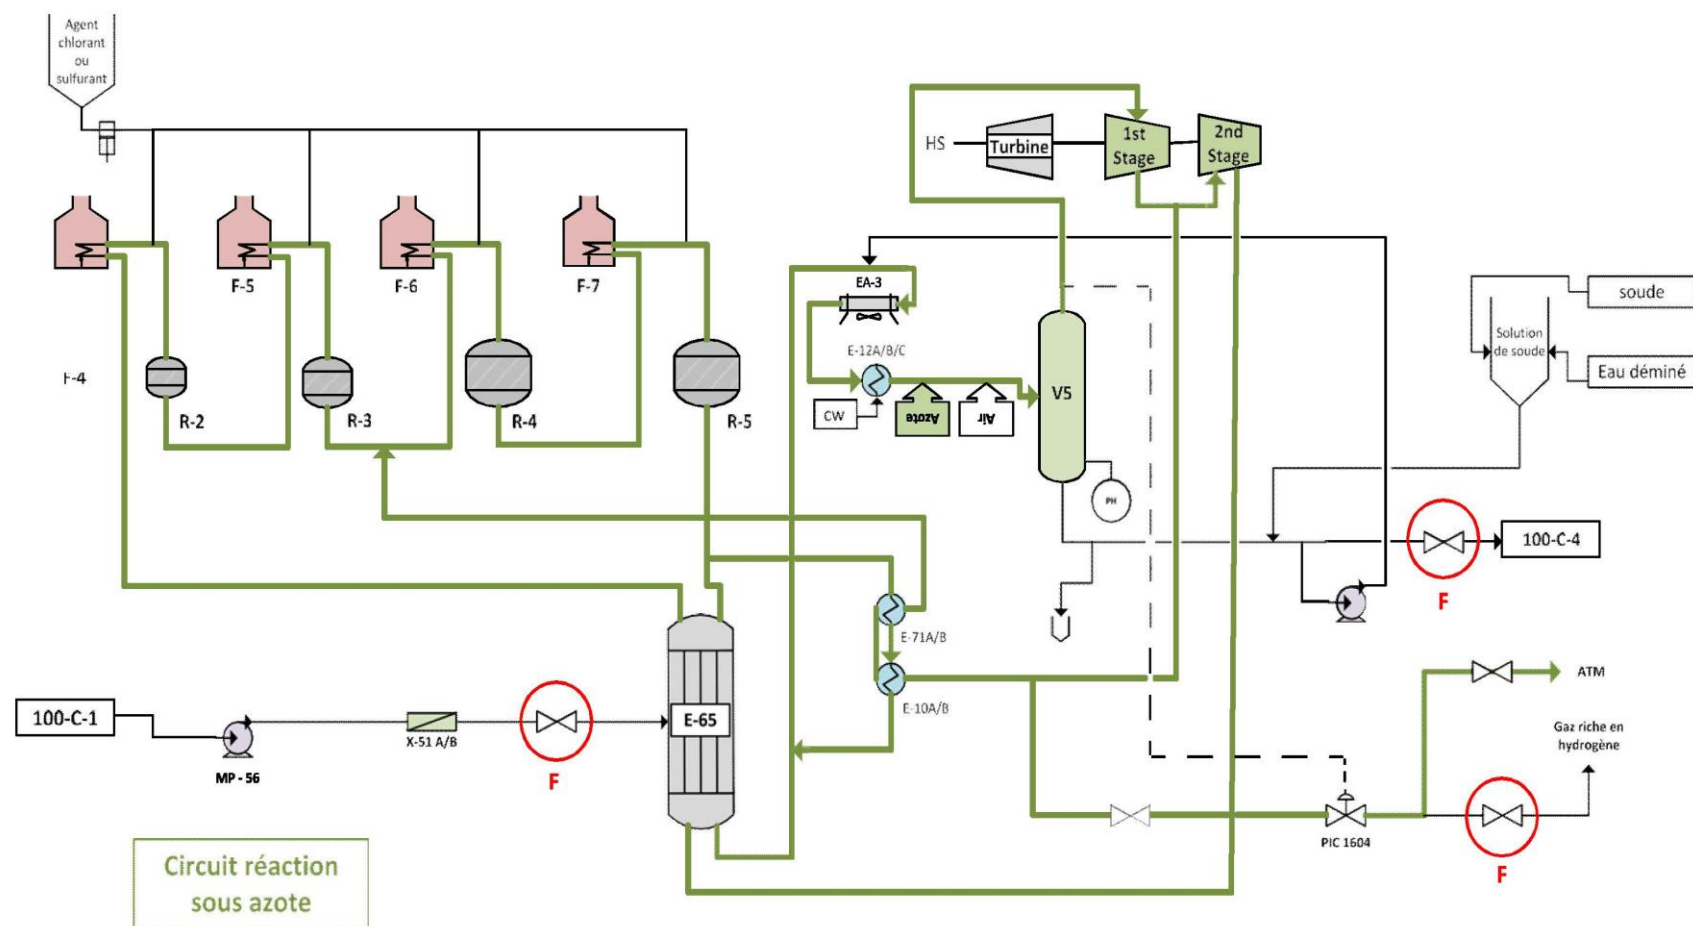 Agent
chlorant
ou
sulfurant
HS
Turbine
1st
Stage
2nd
Stage
F-5
F-6
F-7
EA-3
soude
Solution
de soude
Eau déminé
E-12A/B/C
F-4
R-2
R-3
R-4
R-5
CW
Azote
Air
V5
PH
100-C-4
F
E-71A/B
E-10A/B
ATM
100-C-1
MP - 56
X-51 A/B
F
E-65
Gaz riche en
hydrogène
PIC 1604
F
Circuit réaction
sous azote